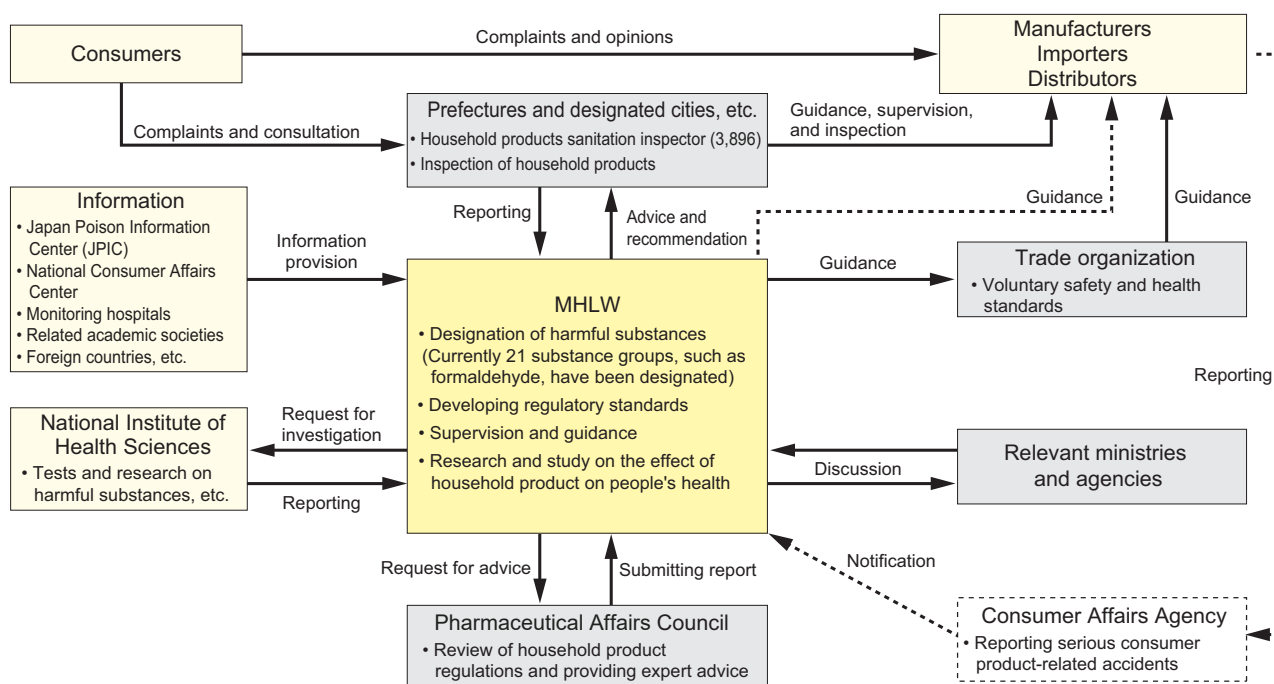 Consumers
Complaints and opinions
Manufacturers
Importers
Distributors
Complaints and consultation
Prefectures and designated cities, etc.
• Household products sanitation inspector (3,896)
• Inspection of household products
Guidance, supervision,
and inspection
Information
• Japan Poison Information
Center (JPIC)
• National Consumer Affairs
Center
• Monitoring hospitals
• Related academic societies
• Foreign countries, etc.
Information
provision
Reporting
Advice and
recommendation
Guidance
Guidance
MHLW
• Designation of harmful substances
(Currently 21 substance groups, such as
formaldehyde, have been designated)
• Developing regulatory standards
• Supervision and guidance
• Research and study on the effect of
household product on people's health
Guidance
Trade organization
• Voluntary safety and health
standards
Reporting
National Institute of
Health Sciences
• Tests and research on
harmful substances, etc.
Request for
investigation
Reporting
Discussion
Relevant ministries
and agencies
Request for advice
Submitting report
Notification
Pharmaceutical Affairs Council
• Review of household product
regulations and providing expert advice
Consumer Affairs Agency
• Reporting serious consumer
product-related accidents